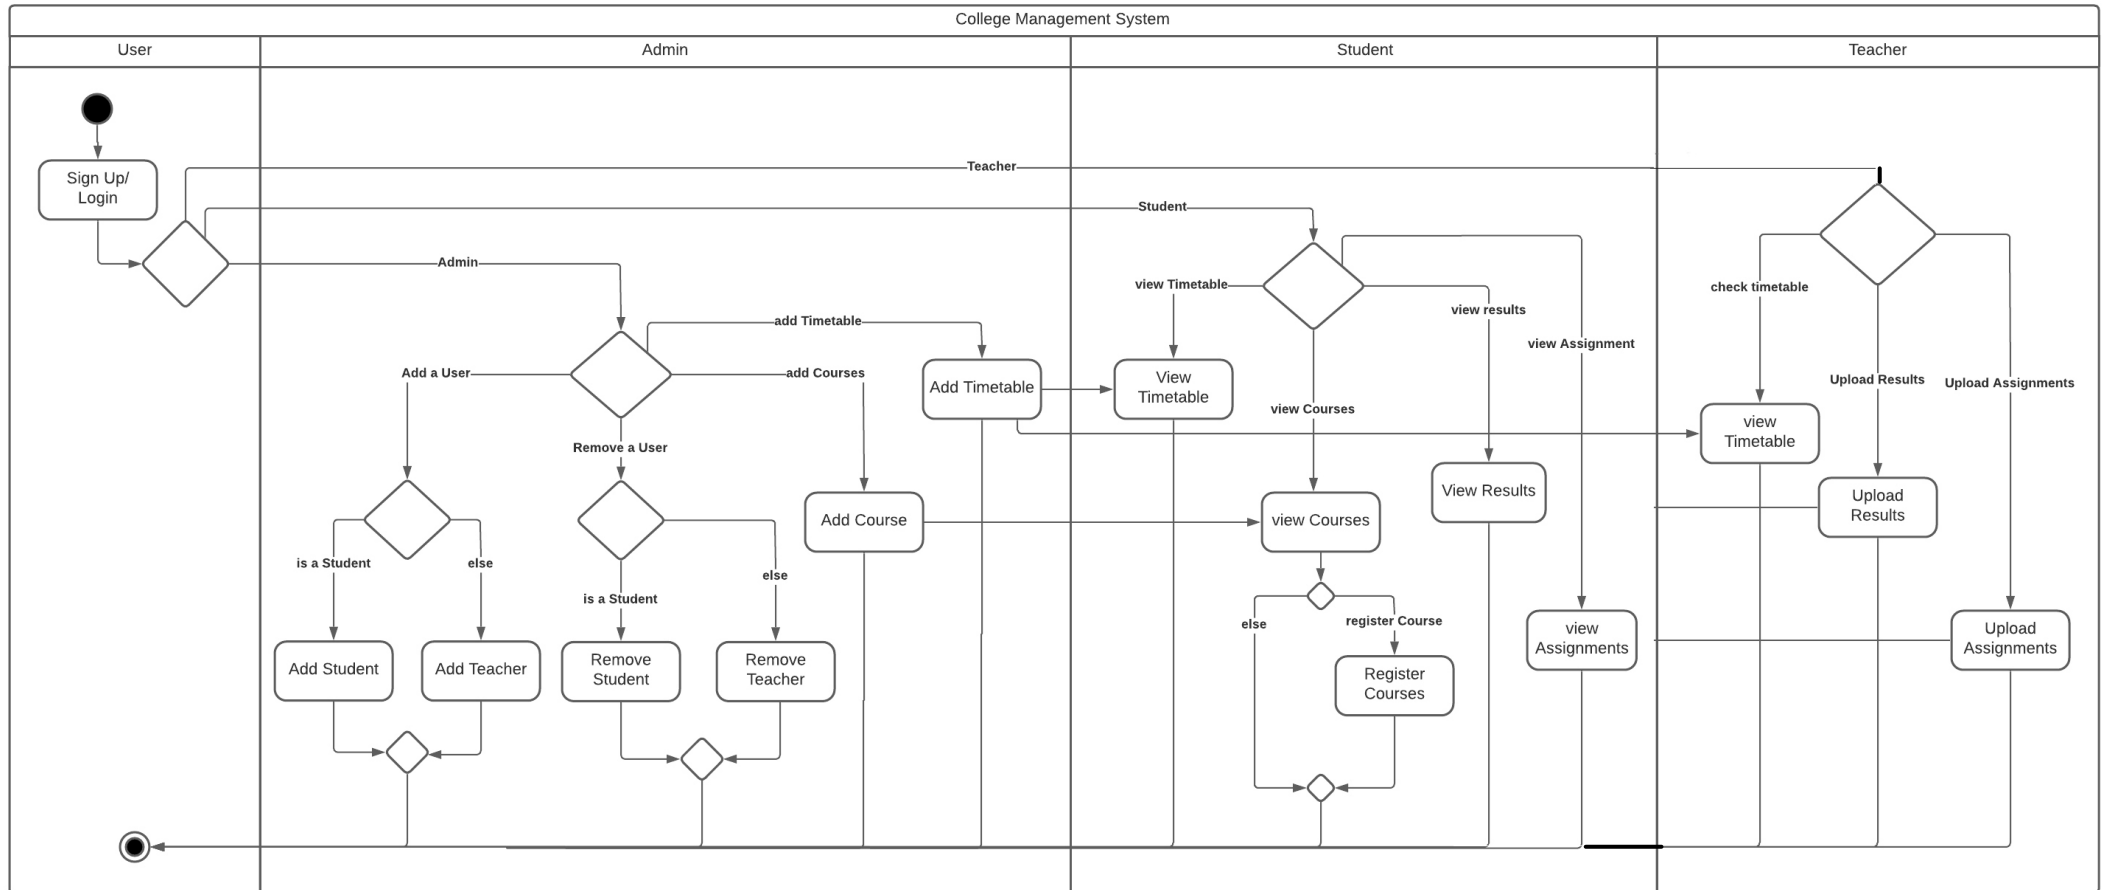 College Management System
User
Admin
Student
Teacher
Sign Up/
Login
Teacher
Student
Admin
add Timetable
Add a User
add Courses
Remove a User
Add Timetable
Add Course
is a Student
else
is a Student
else
Add Student
Add Teacher
Remove
Student
Remove
Teacher
view Timetable
view results
view Assignment
view Courses
View
Timetable
View Results
view Courses
else
register Course
Register
Courses
view
Assignments
check timetable
Upload Results
Upload Assignments
view
Timetable
Upload
Results
Upload
Assignments